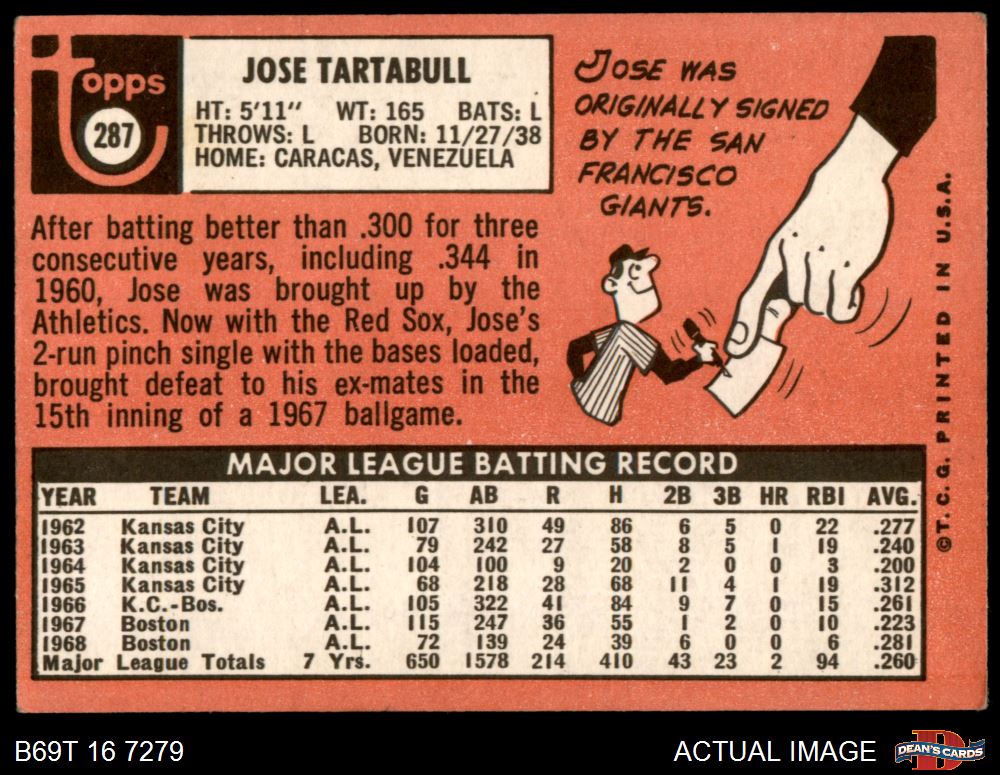 topps
287
JOSE TARTABULL
HT: 5'11" WT: 165 BATS: L
THROWS: L BORN: 11/27/38
HOME: CARACAS, VENEZUELA
JOSE WAS
ORIGINALLY SIGNED
BY THE SAN
FRANCISCO
GIANTS.
After batting better than .300 for three
consecutive years, including .344 in
1960, Jose was brought up by the
Athletics. Now with the Red Sox, Jose's
2-run pinch single with the bases loaded,
brought defeat to his ex-mates in the
15th inning of a 1967 ballgame.
MAJOR LEAGUE BATTING RECORD
YEAR TEAM LEA. G AB R H 2B 3B HR RBI AVG.
1962 Kansas City A.L. 107 310 49 86 6 5 0 22 .277
1963 Kansas City A.L. 79 242 27 58 8 5 1 19 .240
1964 Kansas City A.L. 104 100 9 20 2 0 0 3 .200
1965 Kansas City A.L. 68 218 28 68 11 4 1 19 .312
1966 K.C.-Bos. A.L. 105 322 41 84 9 7 0 15 .261
1967 Boston A.L. 115 247 36 55 1 2 0 10 .223
1968 Boston A.L. 72 139 24 39 6 0 0 6 .281
Major League Totals 7 Yrs. 650 1578 214 410 43 23 2 94 .260
©T.C.G. PRINTED IN U.S.A.
B69T 16 7279
ACTUAL IMAGE
D
DEAN'S CARDS